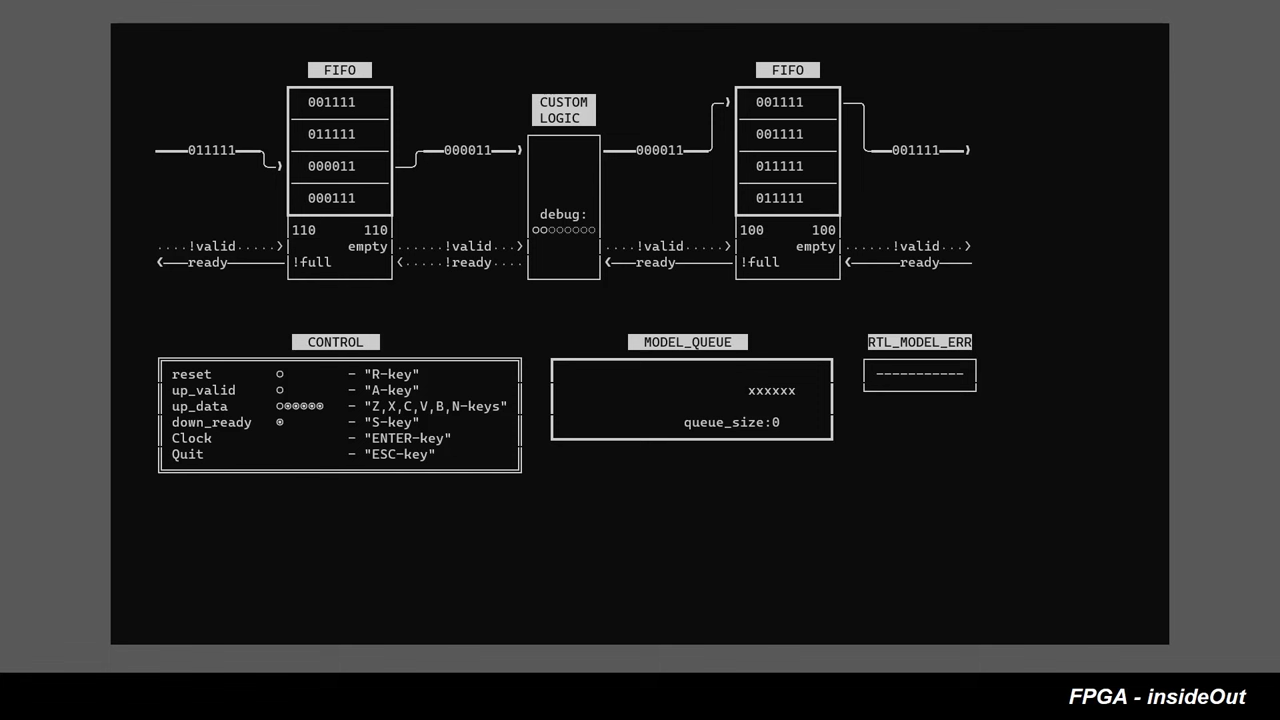 FIFO FIFO
001111 CUSTOM 001111
011111 LOGIC 001111
011111 000011 000011 001111
000011 011111
000111 debug: 011111
110 110 100 100
....!valid....> empty ....!valid...> ....!valid....> empty ....!valid...>
ready !full !ready.... ready !full ready
CONTROL MODEL_QUEUE RTL_MODEL_ERR
reset ○ – "R-key" -----------
up_valid ○ – "A-key" xxxxxx
up_data ○◉◉◉◉◉ – "Z,X,C,V,B,N-keys"
down_ready ◉ – "S-key" queue_size:0
Clock – "ENTER-key"
Quit – "ESC-key"
FPGA - insideOut